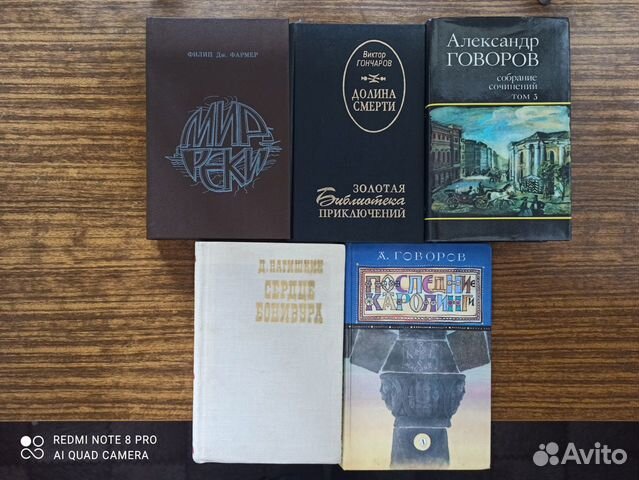 ФИЛИП Дж. ФАРМЕР
МИР
РЕКИ
Виктор
ГОНЧАРОВ
ДОЛИНА
СМЕРТИ
ЗОЛОТАЯ
Библиотека
ПРИКЛЮЧЕНИЙ
Александр
ГОВОРОВ
собрание
сочинений
ТОМ 3
Д. НАГИШКИН
СЕРДЦЕ
БОНИВУРА
А. ГОВОРОВ
ПОСЛЕДНИЕ
КАРОЛИНГИ
REDMI NOTE 8 PRO
AI QUAD CAMERA
Avito